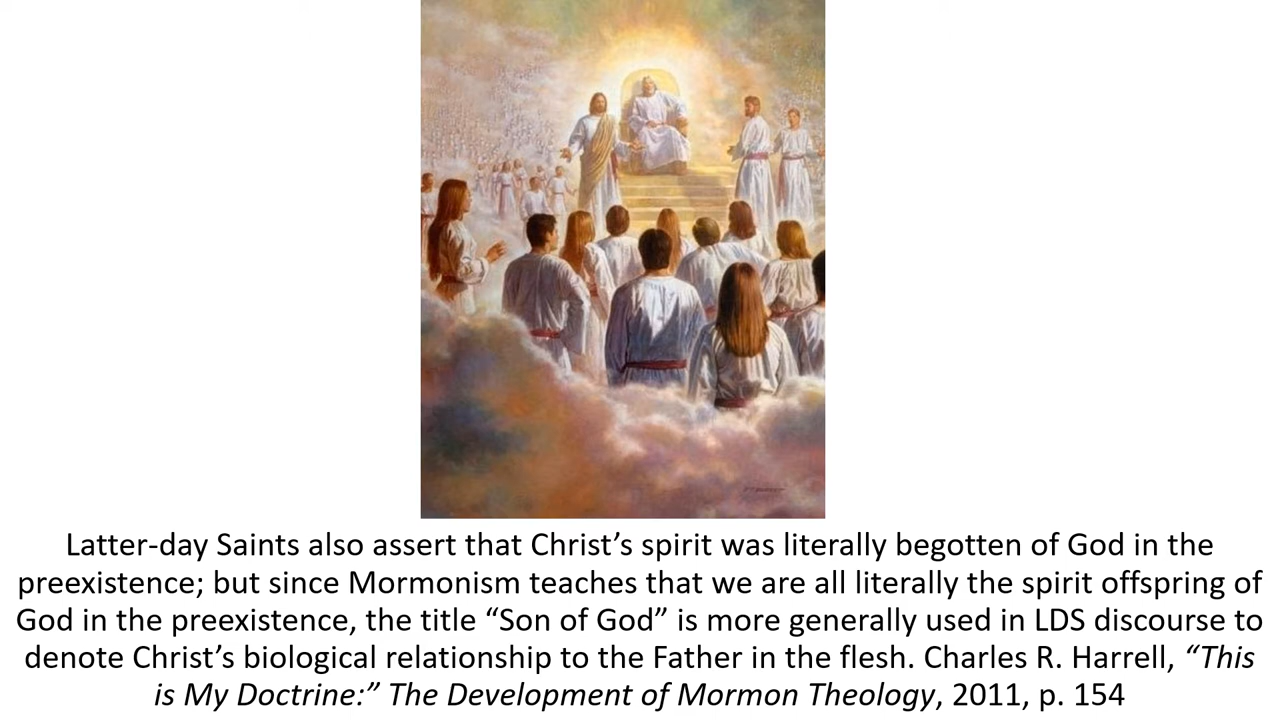 Latter-day Saints also assert that Christ’s spirit was literally begotten of God in the
preexistence; but since Mormonism teaches that we are all literally the spirit offspring of
God in the preexistence, the title “Son of God” is more generally used in LDS discourse to
denote Christ’s biological relationship to the Father in the flesh. Charles R. Harrell, “This
is My Doctrine:” The Development of Mormon Theology, 2011, p. 154